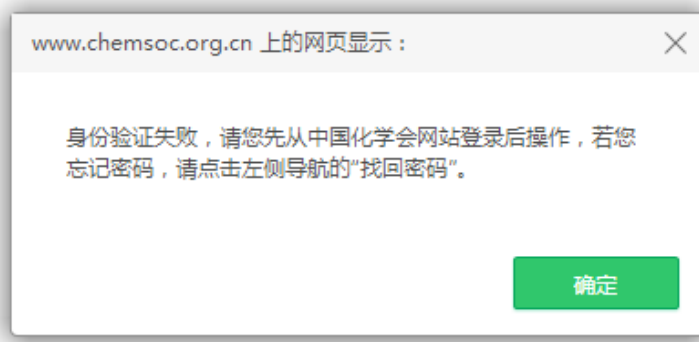 www.chemsoc.org.cn 上的网页显示：
身份验证失败，请您先从中国化学会网站登录后操作，若您
忘记密码，请点击左侧导航的“找回密码”。
确定